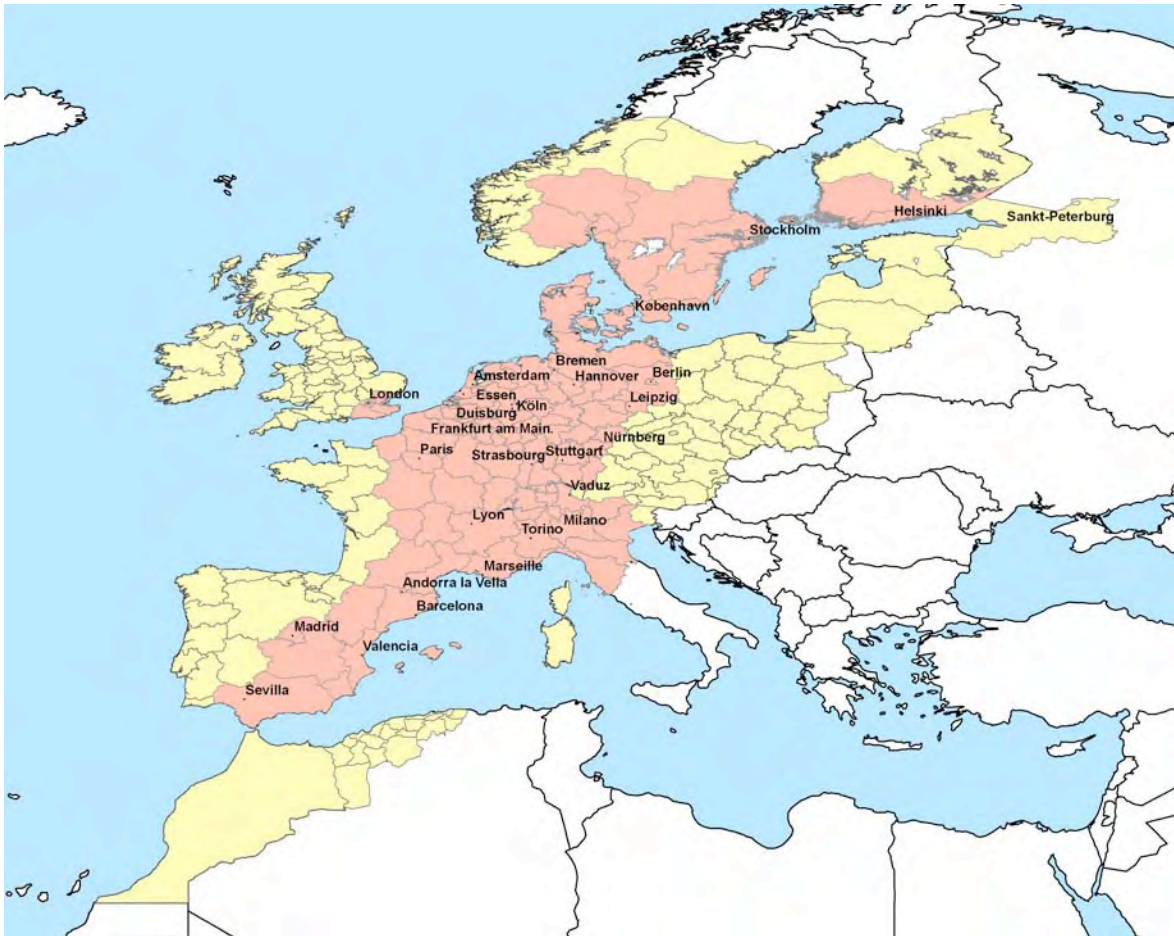 Helsinki
Sankt-Peterburg
Stockholm
København
Bremen
Amsterdam
Hannover
Berlin
London
Essen
Köln
Leipzig
Duisburg
Frankfurt am Main.
Nürnberg
Paris
Strasbourg
Stuttgart
Vaduz
Lyon
Torino
Milano
Marseille
Andorra la Vella
Barcelona
Madrid
Valencia
Sevilla